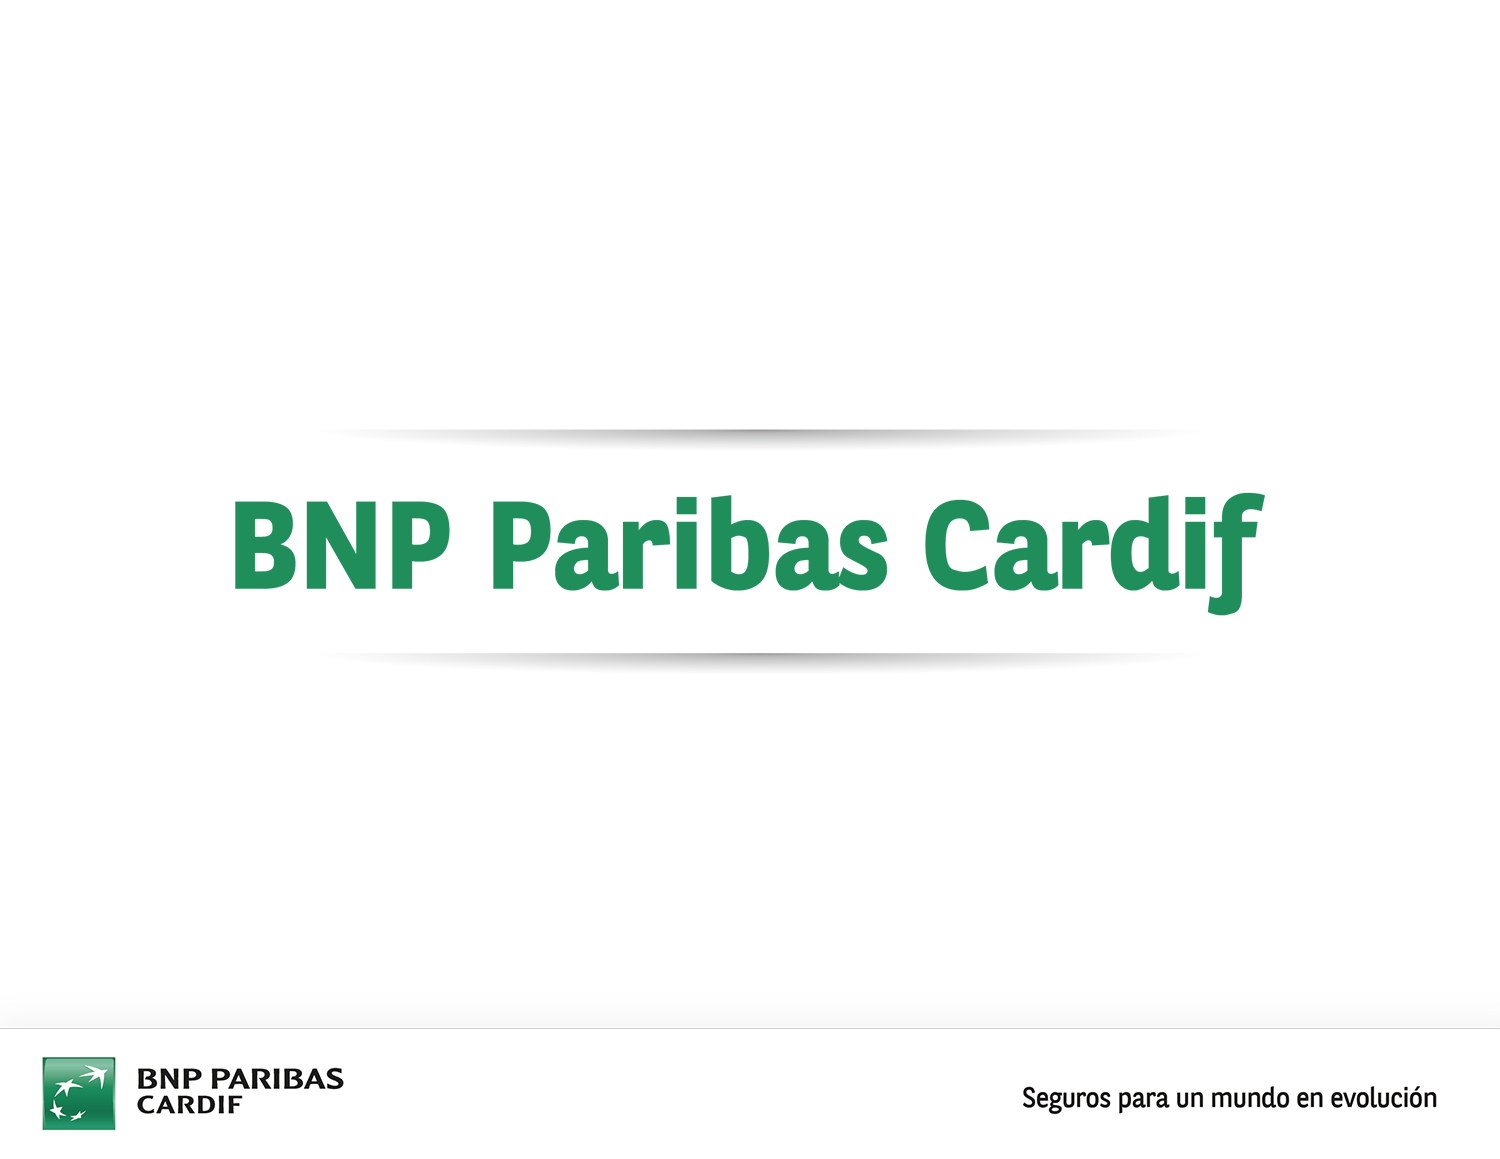 BNP Paribas Cardif
BNP PARIBAS
CARDIF
Seguros para un mundo en evolución